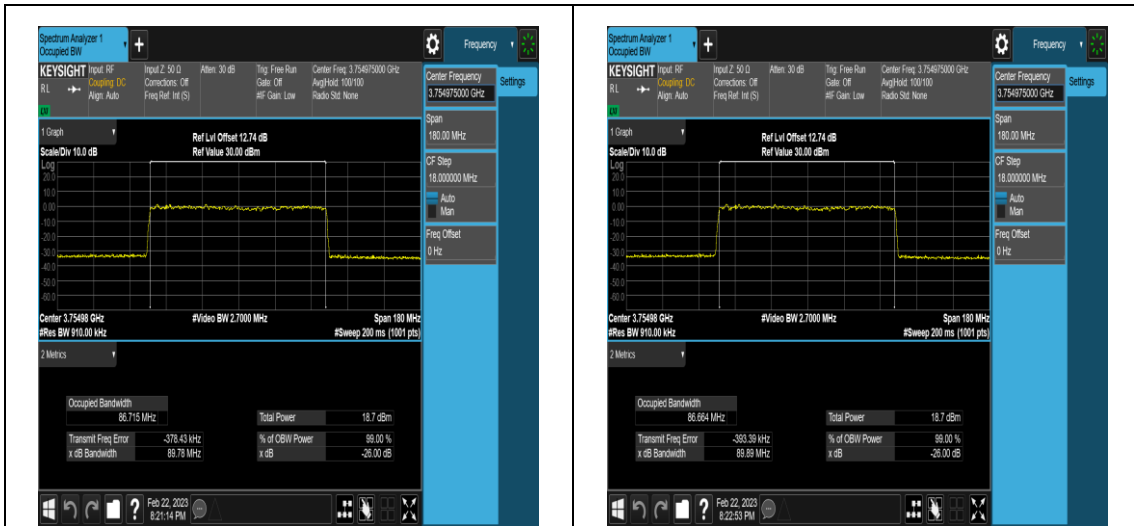 Spectrum Analyzer 1
Occupied BW
+
Frequency
KEYSIGHT
R L
Input: RF
Coupling: DC
Align: Auto
Input Z: 50 Ω
Corrections: Off
Freq Ref: Int (S)
Atten: 30 dB
Trig: Free Run
Gate: Off
#IF Gain: Low
Center Freq: 3.754975000 GHz
Avg|Hold: 100/100
Radio Std: None
Center Frequency
3.754975000 GHz
Settings
Span
180.00 MHz
CF Step
18.000000 MHz
Auto
Man
Freq Offset
0 Hz
1 Graph
Scale/Div 10.0 dB
Ref Lvl Offset 12.74 dB
Ref Value 30.00 dBm
Log
20.0
10.0
0.00
-10.0
-20.0
-30.0
-40.0
-50.0
-60.0
Center 3.75498 GHz
#Res BW 910.00 kHz
#Video BW 2.7000 MHz
Span 180 MHz
#Sweep 200 ms (1001 pts)
2 Metrics
Occupied Bandwidth
86.715 MHz
Transmit Freq Error -378.43 kHz
x dB Bandwidth 89.78 MHz
Total Power 18.7 dBm
% of OBW Power 99.00 %
x dB -26.00 dB
?
Feb 22, 2023
8:21:14 PM
Spectrum Analyzer 1
Occupied BW
+
Frequency
KEYSIGHT
R L
Input: RF
Coupling: DC
Align: Auto
Input Z: 50 Ω
Corrections: Off
Freq Ref: Int (S)
Atten: 30 dB
Trig: Free Run
Gate: Off
#IF Gain: Low
Center Freq: 3.754975000 GHz
Avg|Hold: 100/100
Radio Std: None
Center Frequency
3.754975000 GHz
Settings
Span
180.00 MHz
CF Step
18.000000 MHz
Auto
Man
Freq Offset
0 Hz
1 Graph
Scale/Div 10.0 dB
Ref Lvl Offset 12.74 dB
Ref Value 30.00 dBm
Log
20.0
10.0
0.00
-10.0
-20.0
-30.0
-40.0
-50.0
-60.0
Center 3.75498 GHz
#Res BW 910.00 kHz
#Video BW 2.7000 MHz
Span 180 MHz
#Sweep 200 ms (1001 pts)
2 Metrics
Occupied Bandwidth
86.664 MHz
Transmit Freq Error -393.39 kHz
x dB Bandwidth 89.89 MHz
Total Power 18.7 dBm
% of OBW Power 99.00 %
x dB -26.00 dB
?
Feb 22, 2023
8:22:53 PM